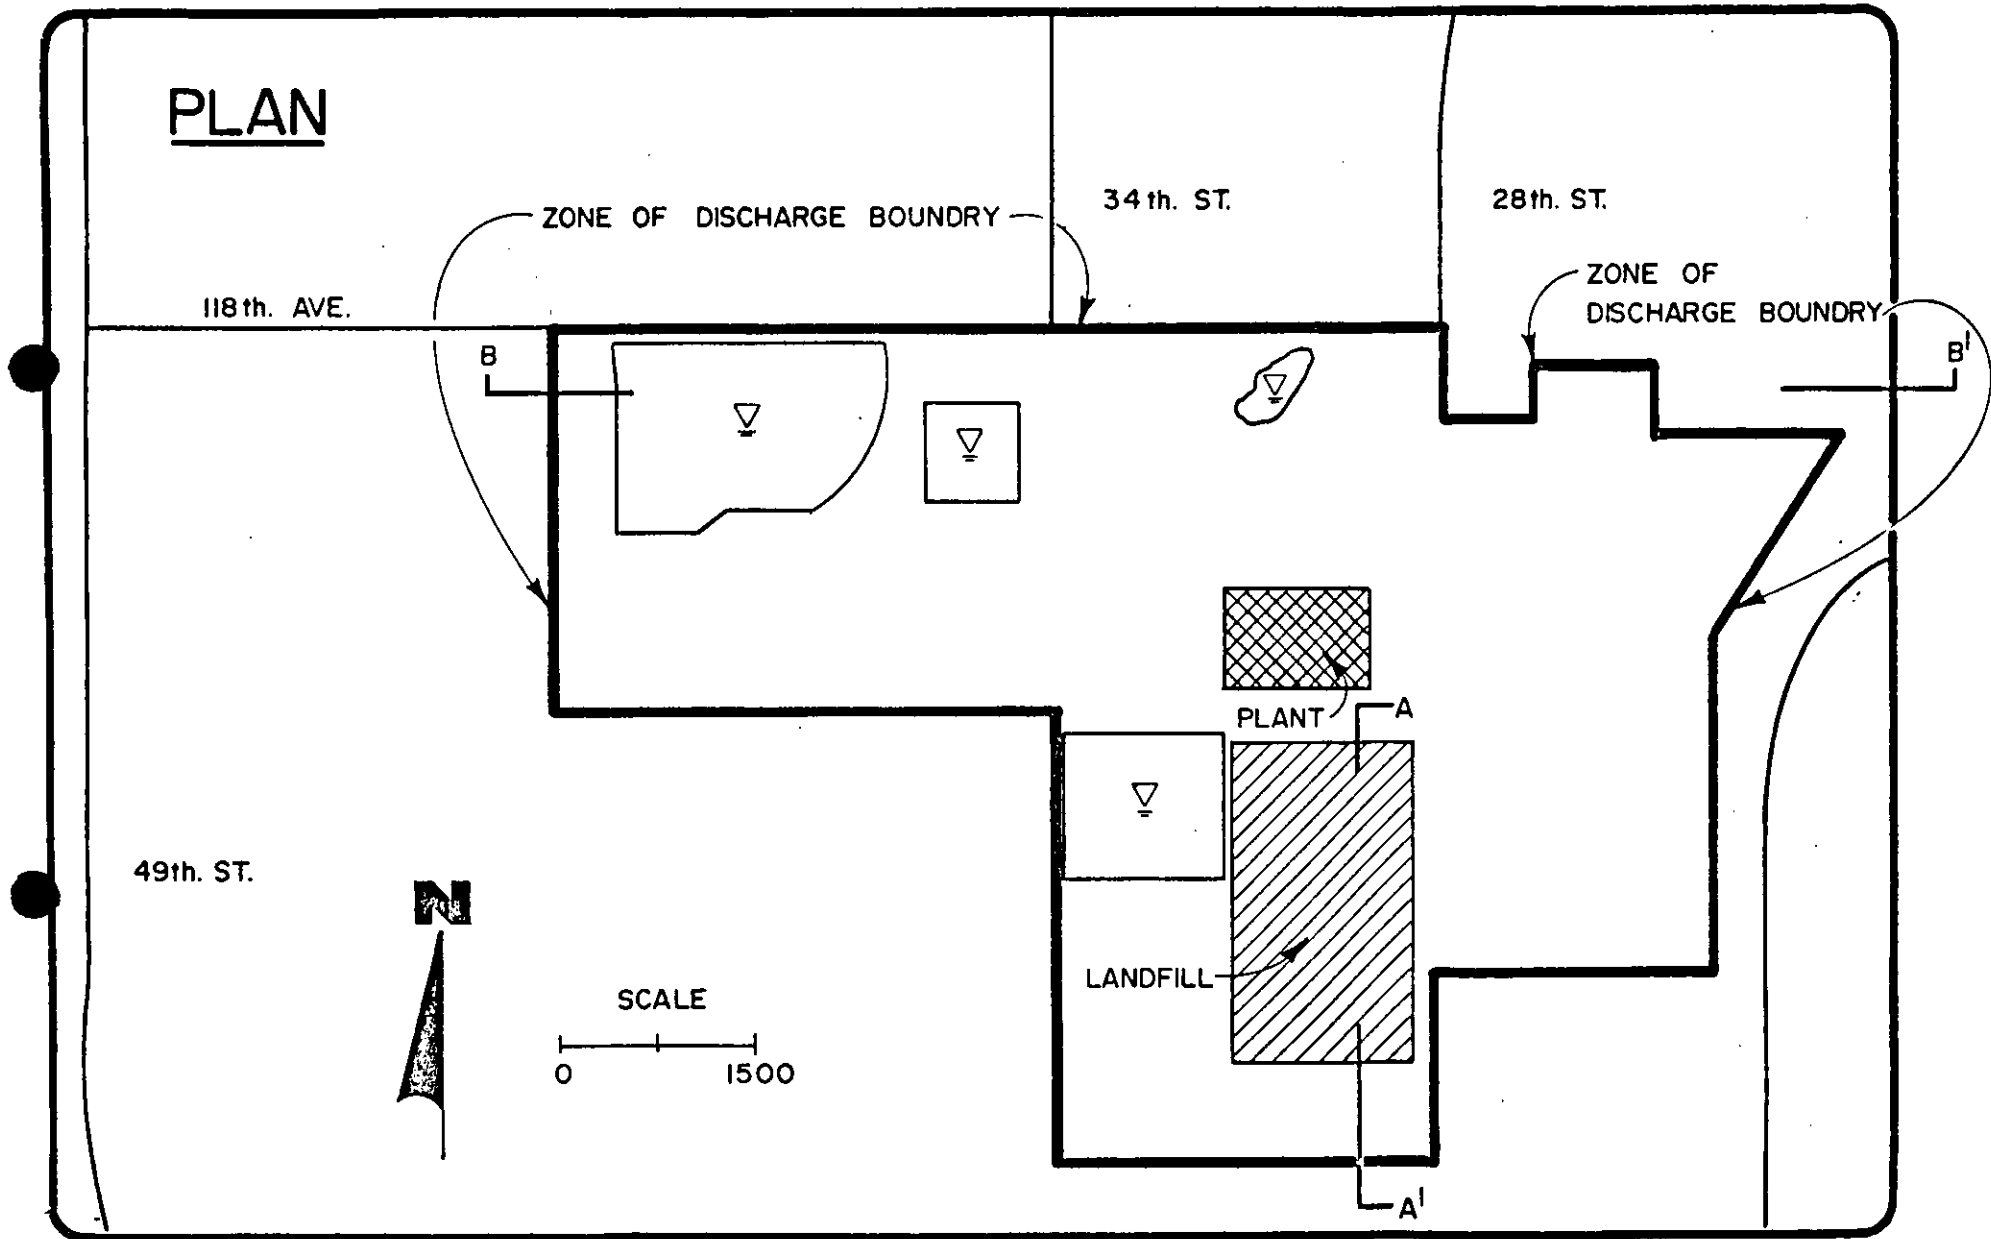 PLAN
34th. ST.
28th. ST.
ZONE OF DISCHARGE BOUNDRY
ZONE OF
DISCHARGE BOUNDRY
118th. AVE.
B
B'
PLANT
A
49th. ST.
N
LANDFILL
SCALE
0 1500
A'